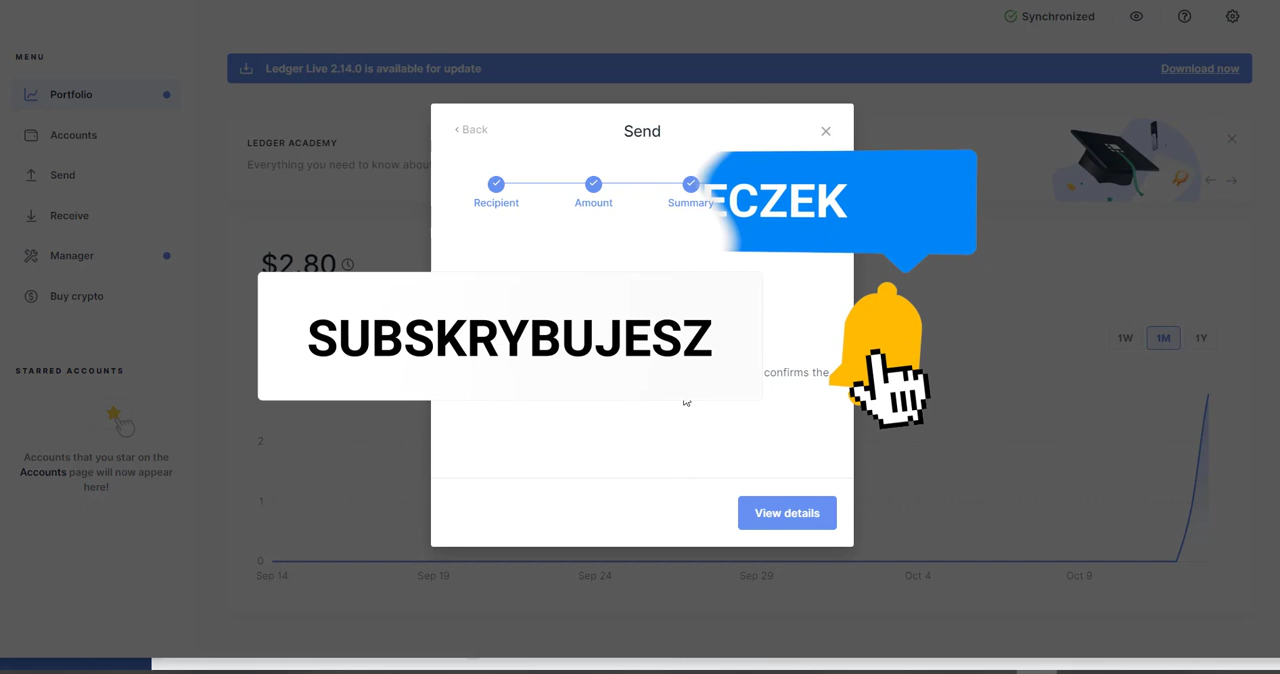 Synchronized
MENU
Ledger Live 2.14.0 is available for update
Download now
Portfolio
Accounts
Send
Receive
Manager
Buy crypto
STARRED ACCOUNTS
Accounts that you star on the
Accounts page will now appear
here!
LEDGER ACADEMY
Everything you need to know about
Back
Send
Recipient
Amount
Summary
ECZEK
$2.80
SUBSKRYBUJESZ
confirms the
View details
1W
1M
1Y
2
1
0
Sep 14
Sep 19
Sep 24
Sep 29
Oct 4
Oct 9